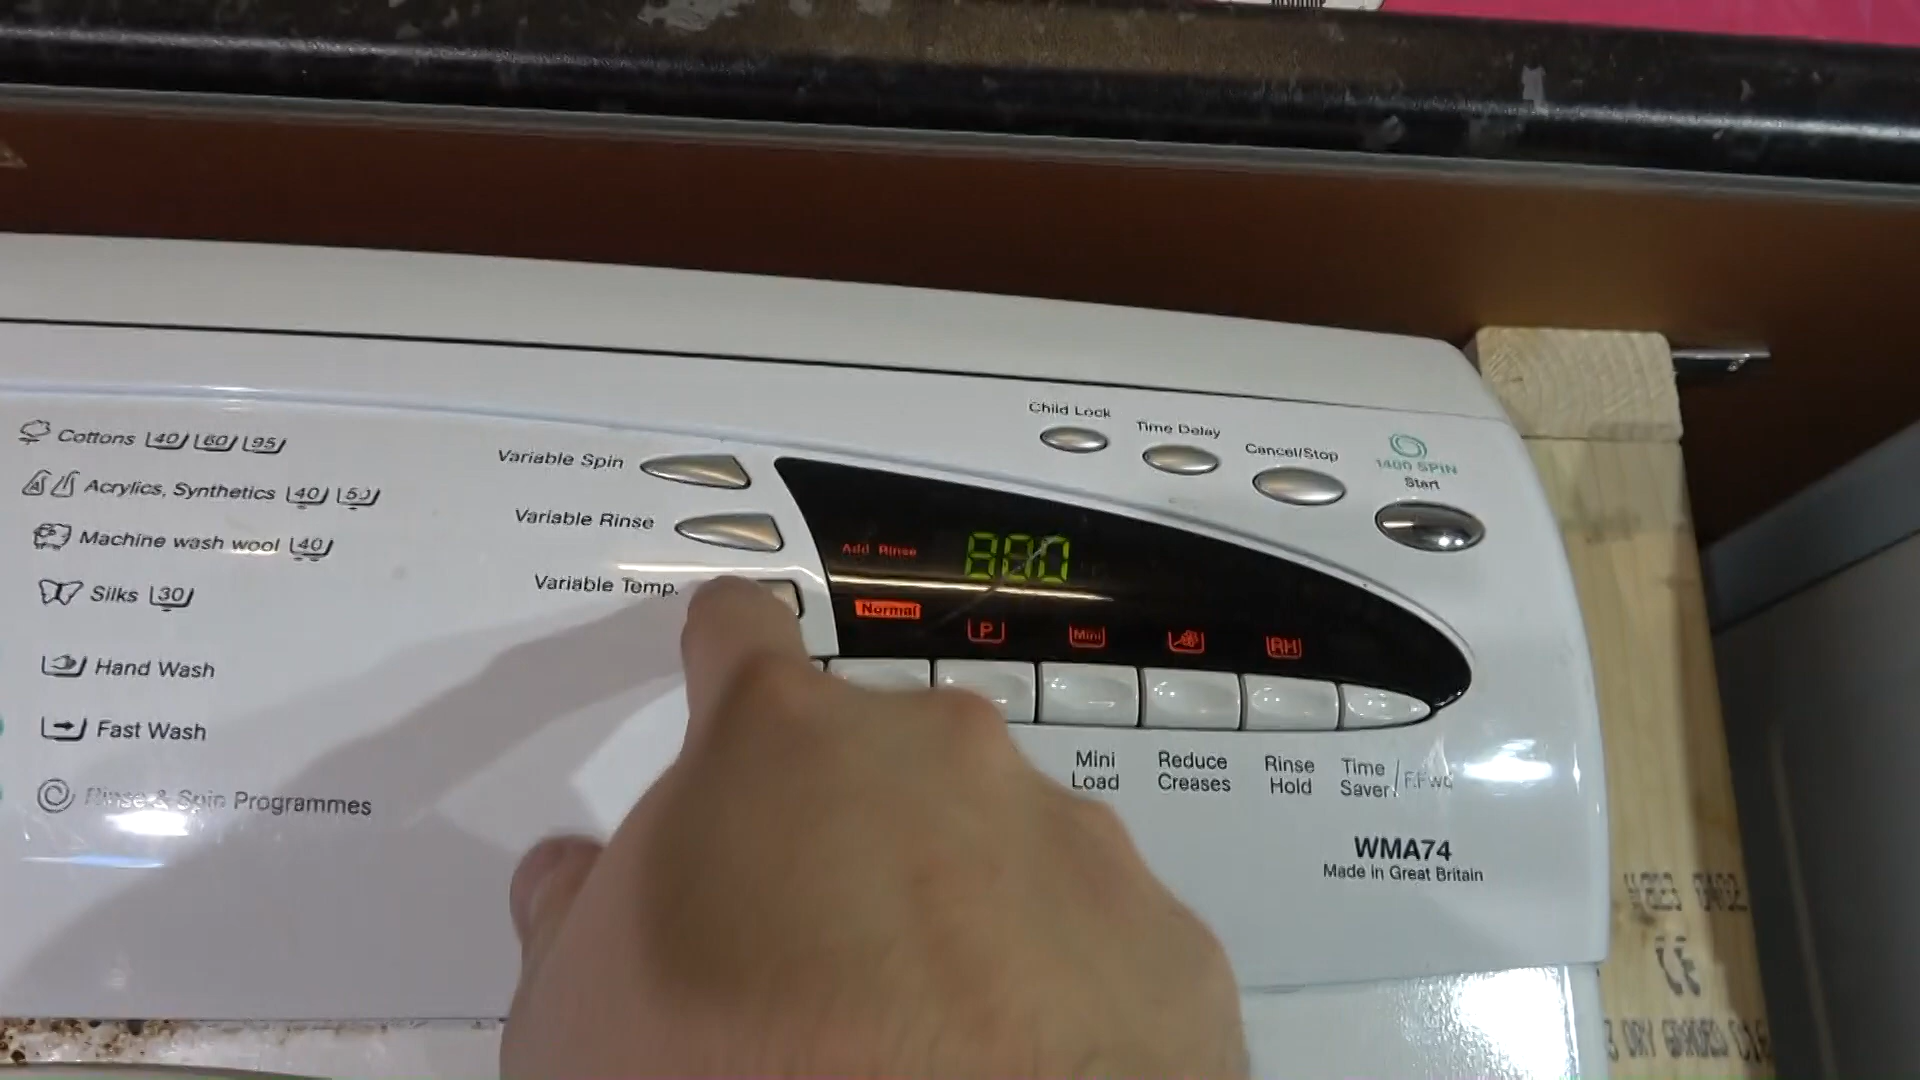 Cottons 40 60 95
Acrylics, Synthetics 40 50
Machine wash wool 40
Silks 30
Hand Wash
Fast Wash
Rinse & Spin Programmes
Variable Spin
Variable Rinse
Variable Temp.
Child Lock
Time Delay
Cancel/Stop
1400 SPIN
Start
Add Rinse
Normal
P
Mini
RH
Mini Load
Reduce Creases
Rinse Hold
Time Saver/F.Fwd
WMA74
Made in Great Britain
CE